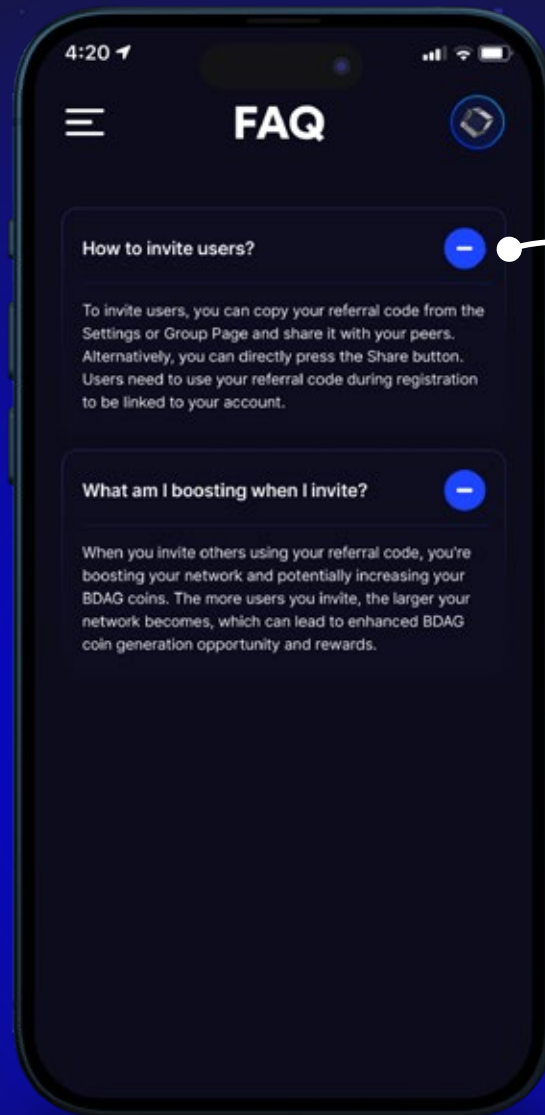 4:20
FAQ
How to invite users?
To invite users, you can copy your referral code from the
Settings or Group Page and share it with your peers.
Alternatively, you can directly press the Share button.
Users need to use your referral code during registration
to be linked to your account.
What am I boosting when I invite?
When you invite others using your referral code, you're
boosting your network and potentially increasing your
BDAG coins. The more users you invite, the larger your
network becomes, which can lead to enhanced BDAG
coin generation opportunity and rewards.